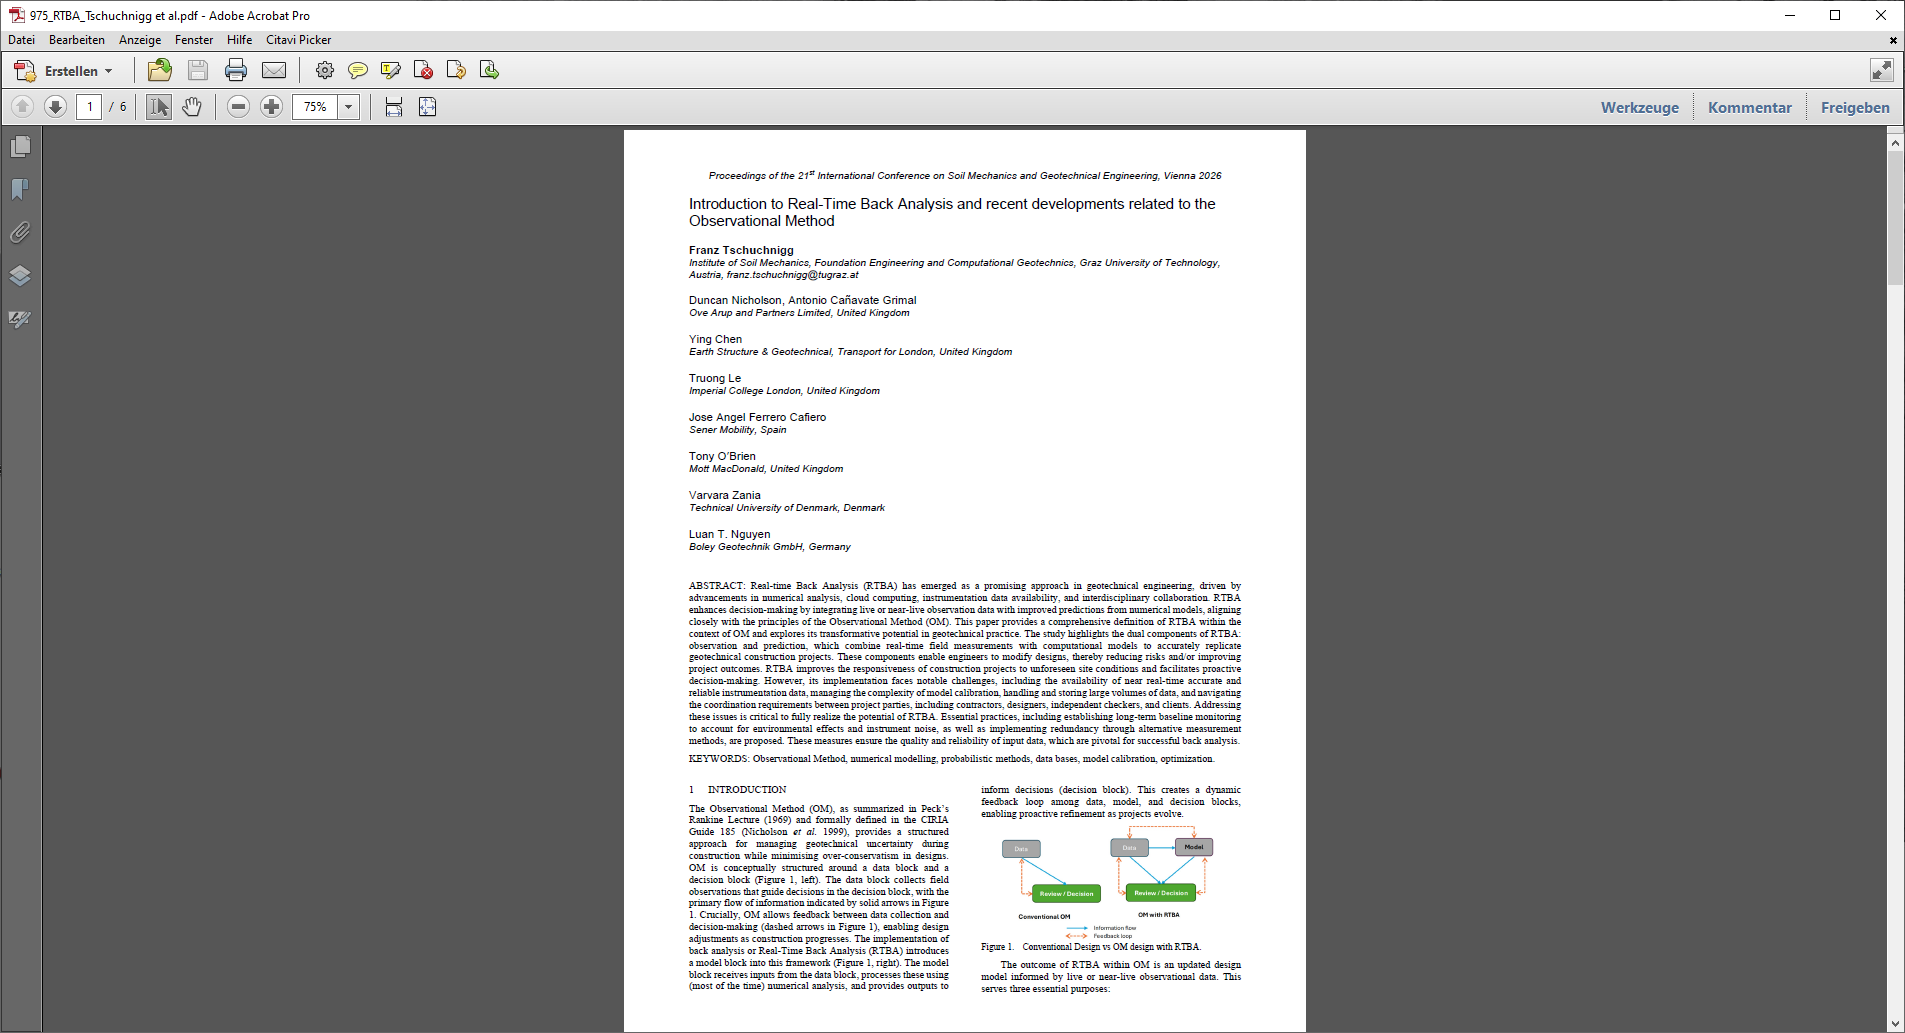 975_RTBA_Tschuchnigg et al.pdf - Adobe Acrobat Pro
Datei Bearbeiten Anzeige Fenster Hilfe Citavi Picker
Erstellen
1 / 6 75% Werkzeuge Kommentar Freigeben
Proceedings of the 21st International Conference on Soil Mechanics and Geotechnical Engineering, Vienna 2026
Introduction to Real-Time Back Analysis and recent developments related to the
Observational Method
Franz Tschuchnigg
Institute of Soil Mechanics, Foundation Engineering and Computational Geotechnics, Graz University of Technology,
Austria, franz.tschuchnigg@tugraz.at
Duncan Nicholson, Antonio Cañavate Grimal
Ove Arup and Partners Limited, United Kingdom
Ying Chen
Earth Structure & Geotechnical, Transport for London, United Kingdom
Truong Le
Imperial College London, United Kingdom
Jose Angel Ferrero Cafiero
Sener Mobility, Spain
Tony O'Brien
Mott MacDonald, United Kingdom
Varvara Zania
Technical University of Denmark, Denmark
Luan T. Nguyen
Boley Geotechnik GmbH, Germany
ABSTRACT: Real-time Back Analysis (RTBA) has emerged as a promising approach in geotechnical engineering, driven by
advancements in numerical analysis, cloud computing, instrumentation data availability, and interdisciplinary collaboration. RTBA
enhances decision-making by integrating live or near-live observation data with improved predictions from numerical models, aligning
closely with the principles of the Observational Method (OM). This paper provides a comprehensive definition of RTBA within the
context of OM and explores its transformative potential in geotechnical practice. The study highlights the dual components of RTBA:
observation and prediction, which combine real-time field measurements with computational models to accurately replicate
geotechnical construction projects. These components enable engineers to modify designs, thereby reducing risks and/or improving
project outcomes. RTBA improves the responsiveness of construction projects to unforeseen site conditions and facilitates proactive
decision-making. However, its implementation faces notable challenges, including the availability of near real-time accurate and
reliable instrumentation data, managing the complexity of model calibration, handling and storing large volumes of data, and navigating
the coordination requirements between project parties, including contractors, designers, independent checkers, and clients. Addressing
these issues is critical to fully realize the potential of RTBA. Essential practices, including establishing long-term baseline monitoring
to account for environmental effects and instrument noise, as well as implementing redundancy through alternative measurement
methods, are proposed. These measures ensure the quality and reliability of input data, which are pivotal for successful back analysis.
KEYWORDS: Observational Method, numerical modelling, probabilistic methods, data bases, model calibration, optimization.
1 INTRODUCTION
The Observational Method (OM), as summarized in Peck's
Rankine Lecture (1969) and formally defined in the CIRIA
Guide 185 (Nicholson et al. 1999), provides a structured
approach for managing geotechnical uncertainty during
construction while minimising over-conservatism in designs.
OM is conceptually structured around a data block and a
decision block (Figure 1, left). The data block collects field
observations that guide decisions in the decision block, with the
primary flow of information indicated by solid arrows in Figure
1. Crucially, OM allows feedback between data collection and
decision-making (dashed arrows in Figure 1), enabling design
adjustments as construction progresses. The implementation of
back analysis or Real-Time Back Analysis (RTBA) introduces
a model block into this framework (Figure 1, right). The model
block receives inputs from the data block, processes these using
(most of the time) numerical analysis, and provides outputs to
inform decisions (decision block). This creates a dynamic
feedback loop among data, model, and decision blocks,
enabling proactive refinement as projects evolve.
Data Data Model
Review / Decision Review / Decision
Conventional OM OM with RTBA
Information flow
Feedback loop
Figure 1. Conventional Design vs OM design with RTBA.
The outcome of RTBA within OM is an updated design
model informed by live or near-live observational data. This
serves three essential purposes: